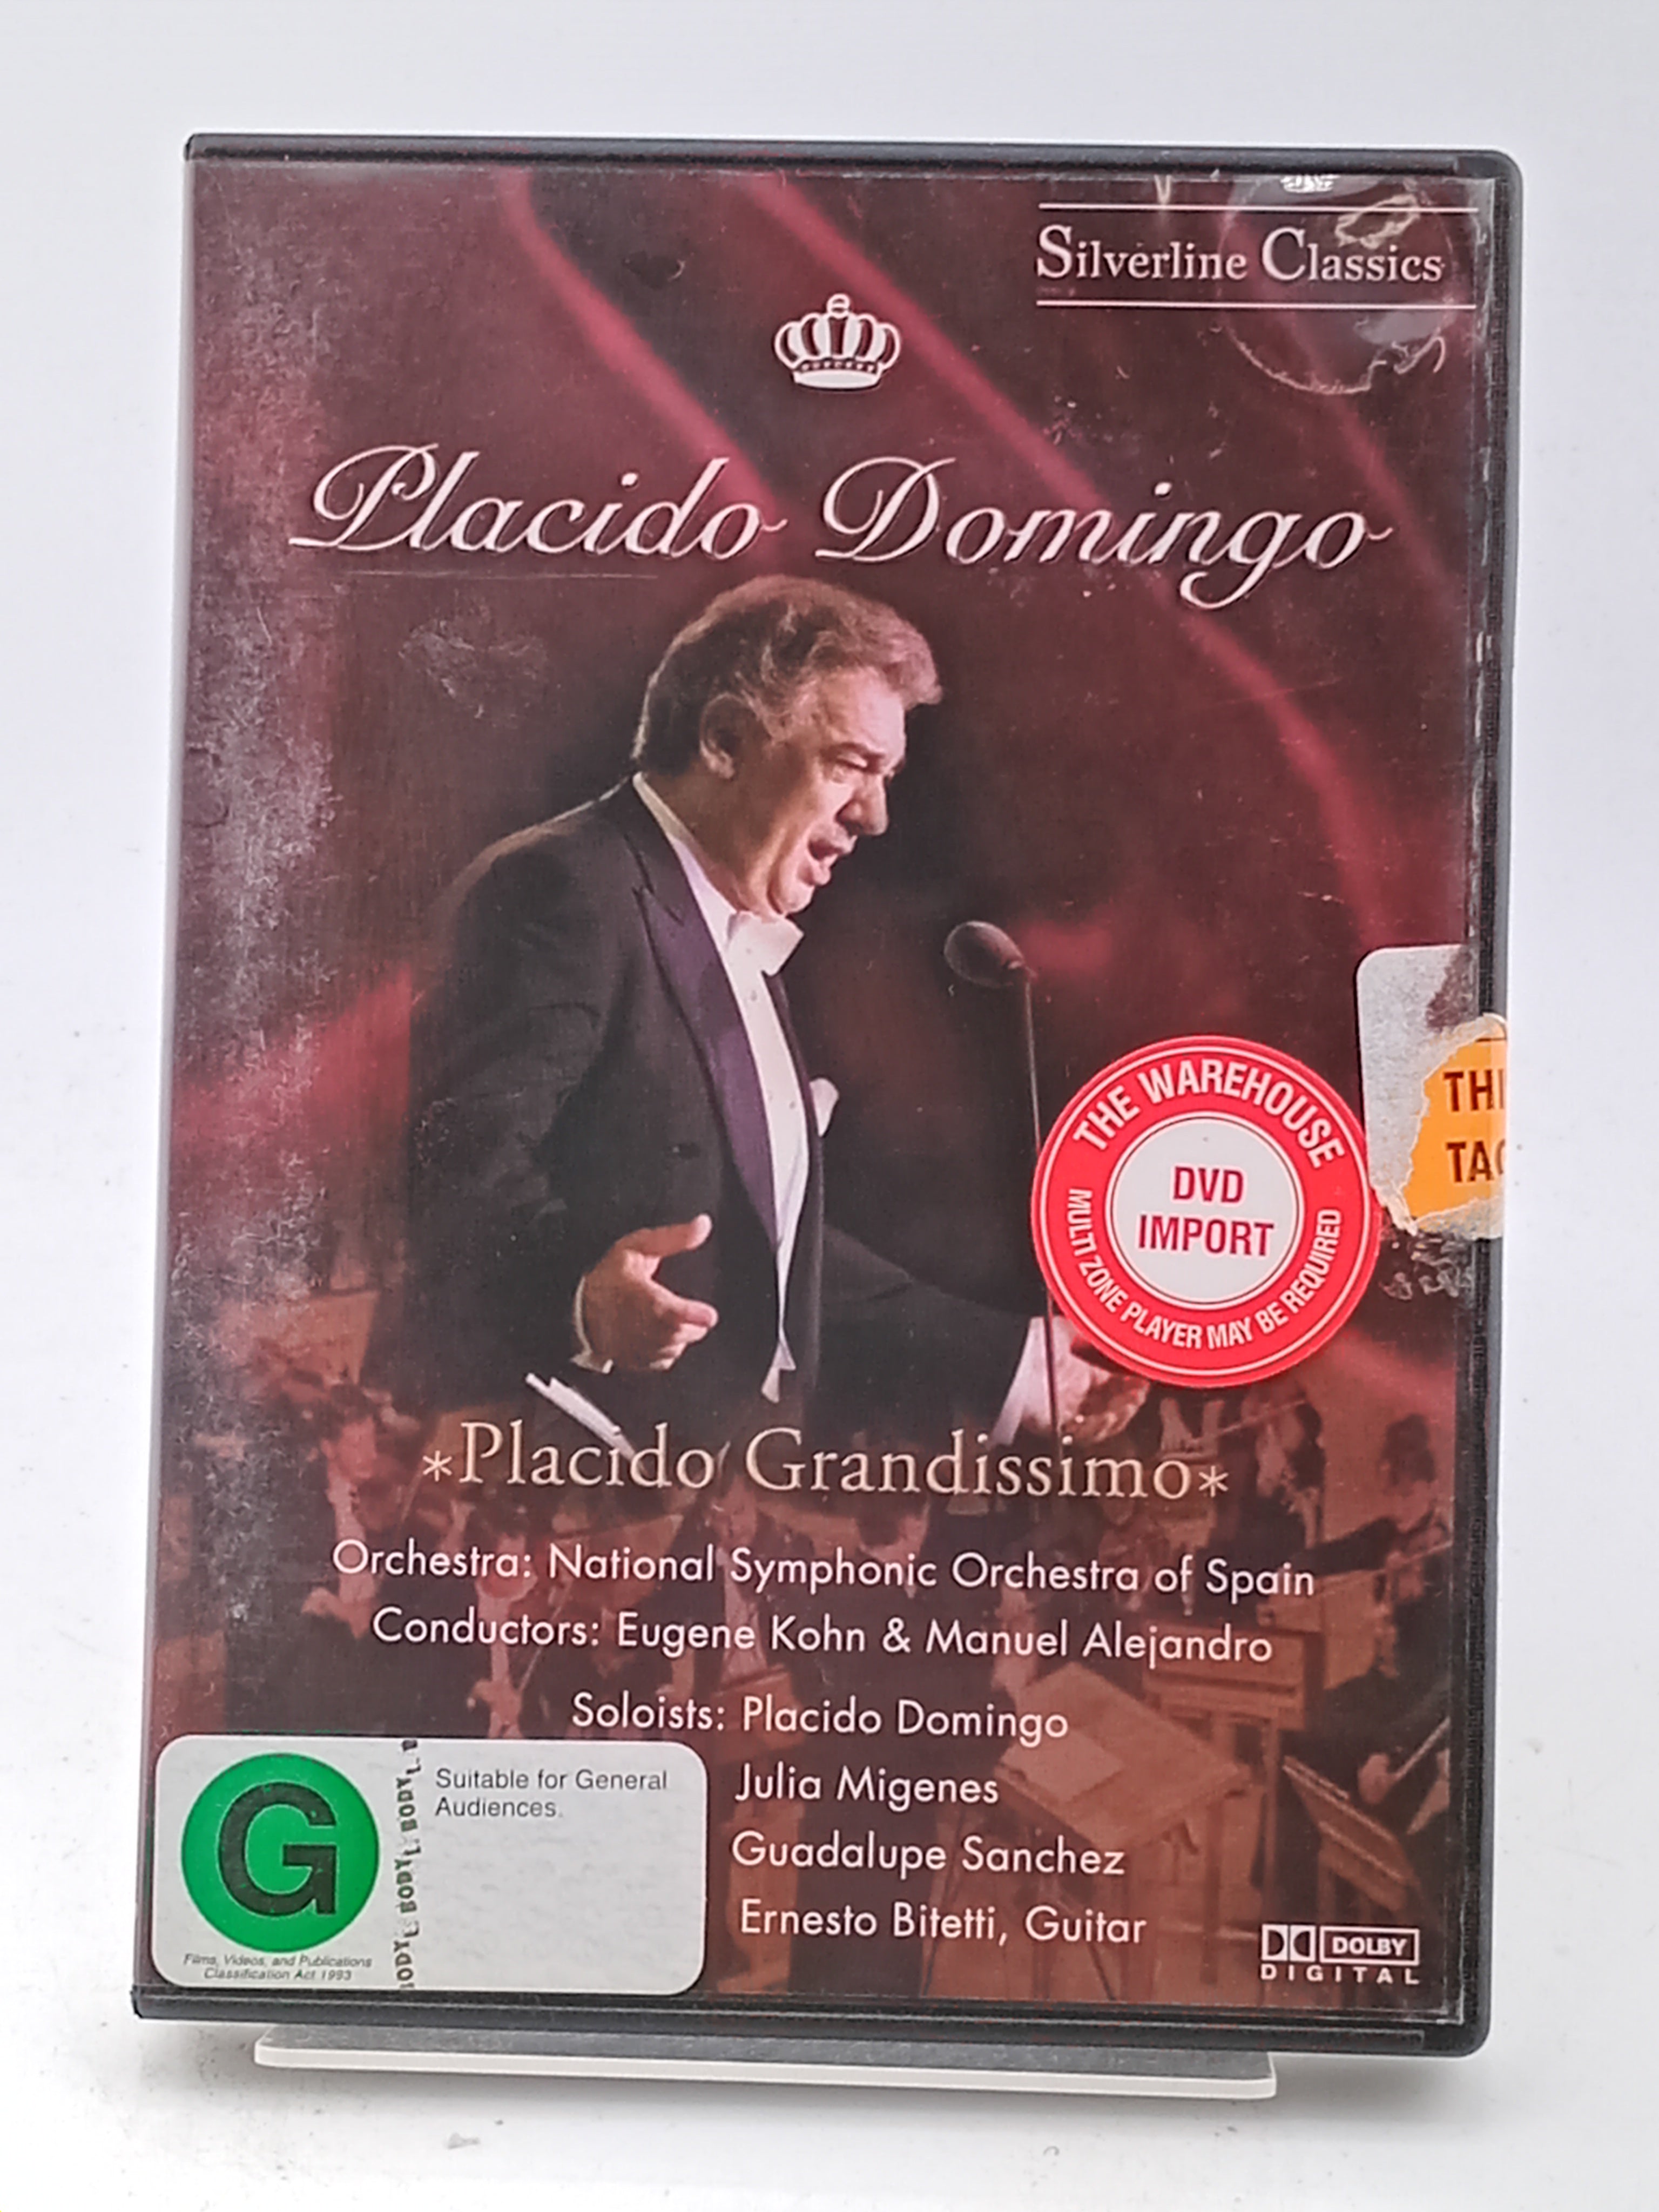 Silverline Classics
Placido Domingo
THE WAREHOUSE
DVD
IMPORT
MULTI ZONE PLAYER MAY BE REQUIRED
*Placido Grandissimo*
Orchestra: National Symphonic Orchestra of Spain
Conductors: Eugene Kohn & Manuel Alejandro
Soloists: Placido Domingo
Julia Migenes
Guadalupe Sanchez
Ernesto Bitetti, Guitar
G
Suitable for General
Audiences.
Films, Videos, and Publications
Classification Act 1993
DOLBY
DIGITAL